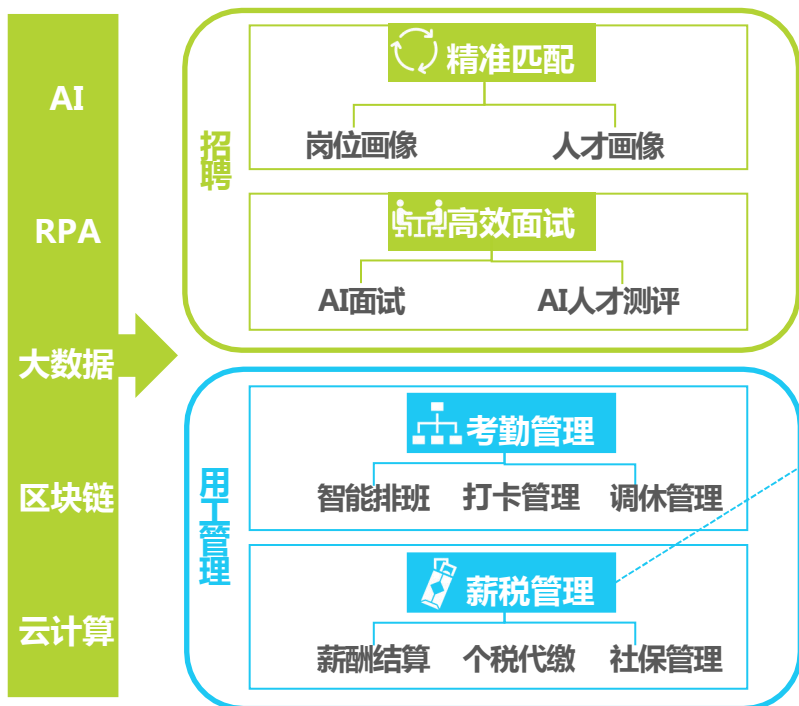 AI
RPA
大数据
区块链
云计算
招聘
精准匹配
岗位画像 人才画像
高效面试
AI面试 AI人才测评
用工管理
考勤管理
智能排班 打卡管理 调休管理
薪税管理
薪酬结算 个税代缴 社保管理